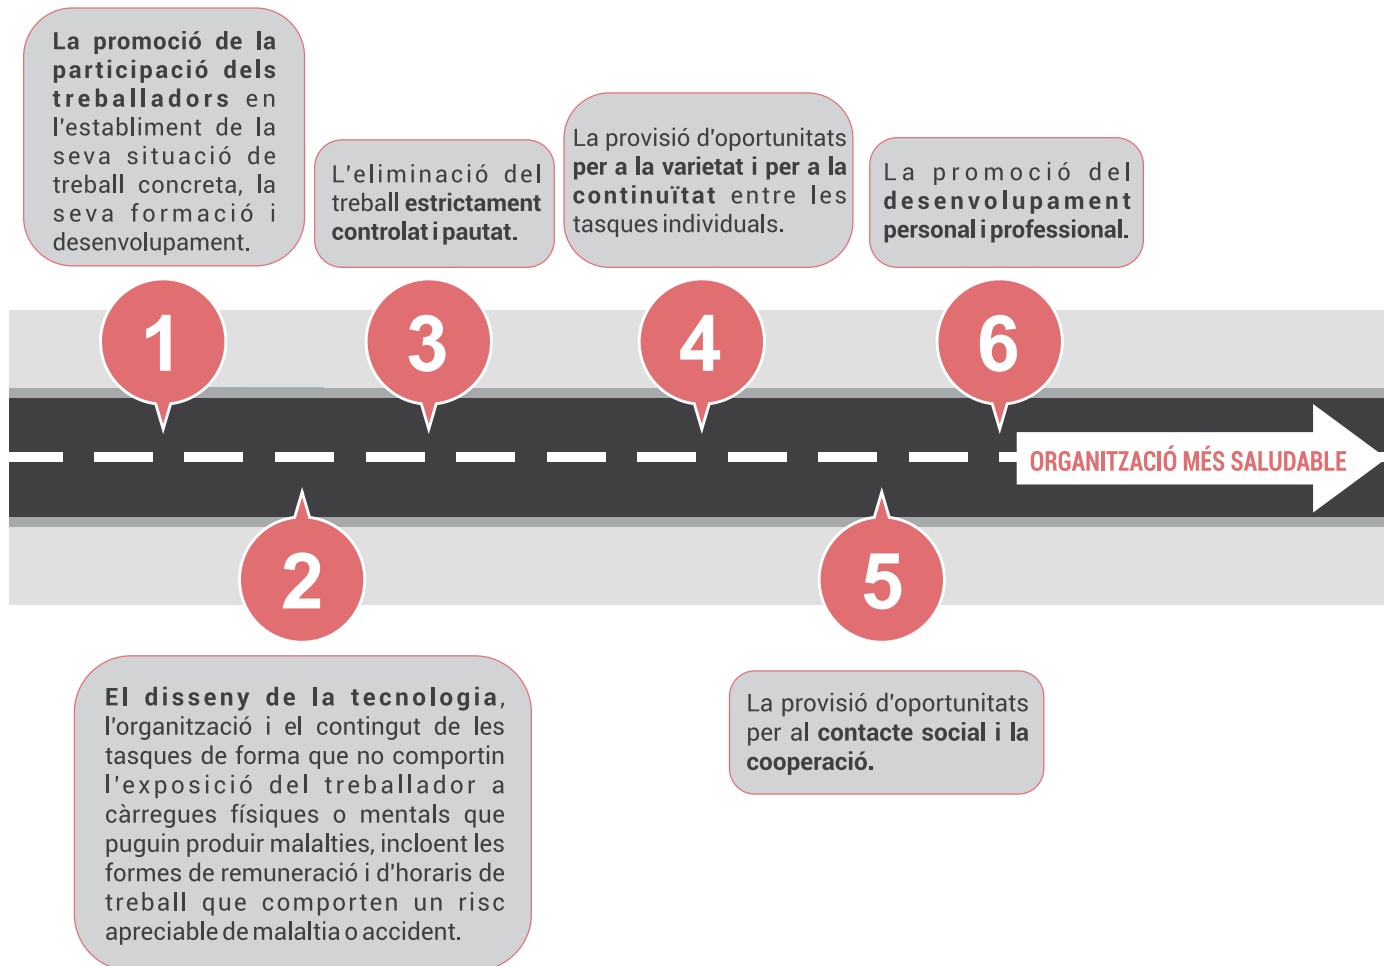 La promoció de la
participació dels
treballadors en
l'establiment de la
seva situació de
treball concreta, la
seva formació i
desenvolupament.
1
El disseny de la tecnologia,
l'organització i el contingut de les
tasques de forma que no comportin
l'exposició del treballador a
càrregues físiques o mentals que
puguin produir malalties, incloent les
formes de remuneració i d'horaris de
treball que comporten un risc
apreciable de malaltia o accident.
2
L'eliminació del
treball estrictament
controlat i pautat.
3
La provisió d'oportunitats
per a la varietat i per a la
continuïtat entre les
tasques individuals.
4
La provisió d'oportunitats
per al contacte social i la
cooperació.
5
La promoció del
desenvolupament
personal i professional.
6
ORGANITZACIÓ MÉS SALUDABLE